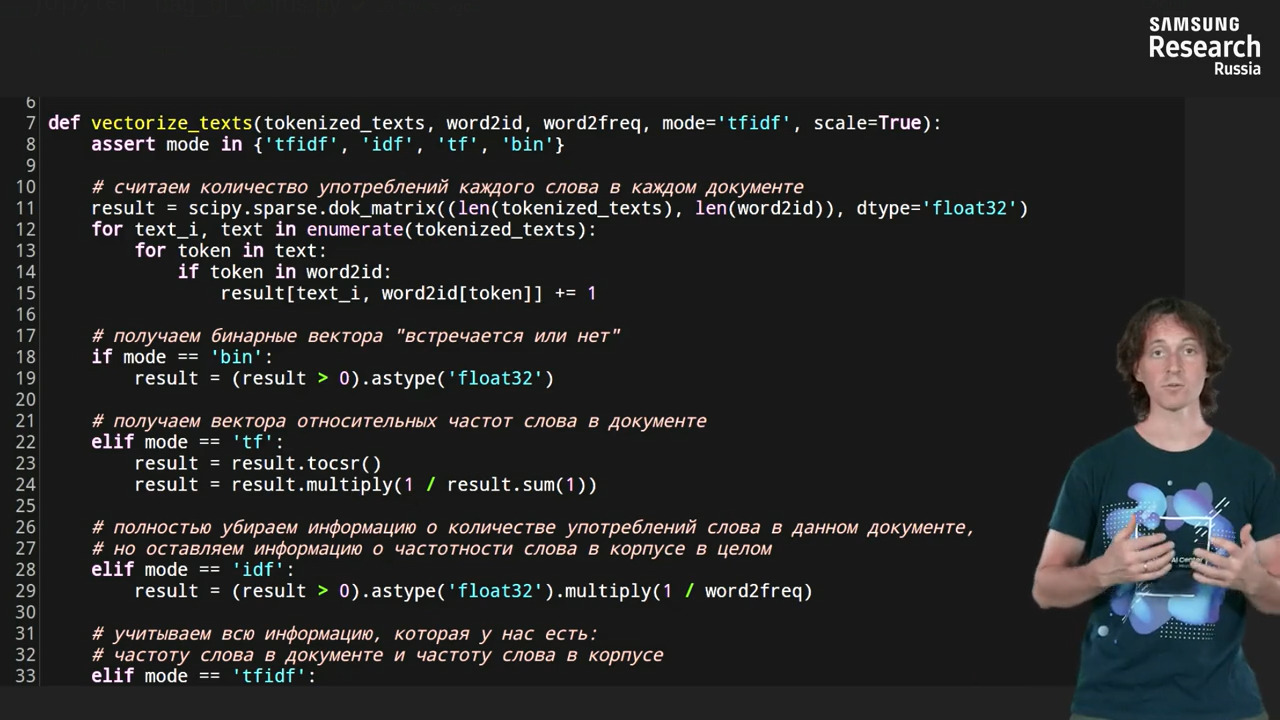 SAMSUNG
Research
Russia
6
7 def vectorize_texts(tokenized_texts, word2id, word2freq, mode='tfidf', scale=True):
8     assert mode in {'tfidf', 'idf', 'tf', 'bin'}
9
10     # считаем количество употреблений каждого слова в каждом документе
11     result = scipy.sparse.dok_matrix((len(tokenized_texts), len(word2id)), dtype='float32')
12     for text_i, text in enumerate(tokenized_texts):
13         for token in text:
14             if token in word2id:
15                 result[text_i, word2id[token]] += 1
16
17     # получаем бинарные вектора "встречается или нет"
18     if mode == 'bin':
19         result = (result > 0).astype('float32')
20
21     # получаем вектора относительных частот слова в документе
22     elif mode == 'tf':
23         result = result.tocsr()
24         result = result.multiply(1 / result.sum(1))
25
26     # полностью убираем информацию о количестве употреблений слова в данном документе,
27     # но оставляем информацию о частотности слова в корпусе в целом
28     elif mode == 'idf':
29         result = (result > 0).astype('float32').multiply(1 / word2freq)
30
31     # учитываем всю информацию, которая у нас есть:
32     # частоту слова в документе и частоту слова в корпусе
33     elif mode == 'tfidf':